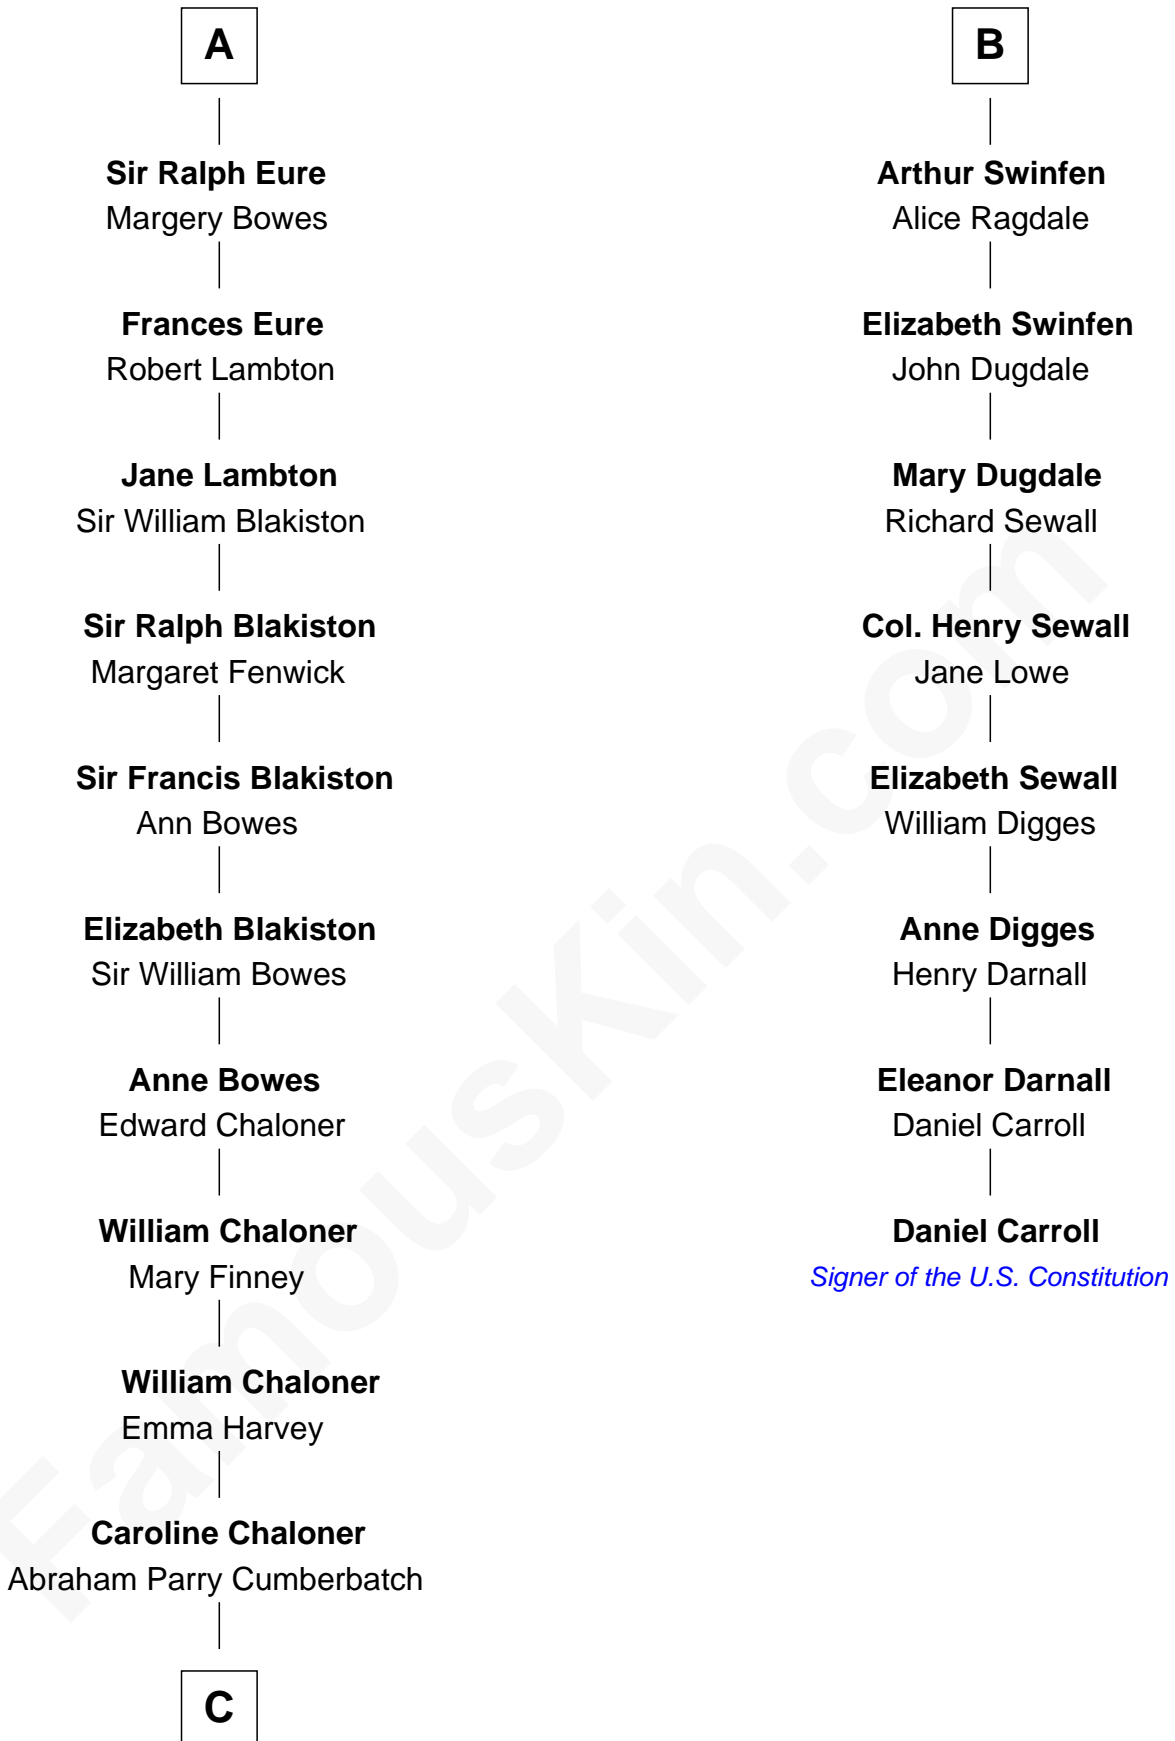 A
Sir Ralph Eure
Margery Bowes
Frances Eure
Robert Lambton
Jane Lambton
Sir William Blakiston
Sir Ralph Blakiston
Margaret Fenwick
Sir Francis Blakiston
Ann Bowes
Elizabeth Blakiston
Sir William Bowes
Anne Bowes
Edward Chaloner
William Chaloner
Mary Finney
William Chaloner
Emma Harvey
Caroline Chaloner
Abraham Parry Cumberbatch
C
B
Arthur Swinfen
Alice Ragdale
Elizabeth Swinfen
John Dugdale
Mary Dugdale
Richard Sewall
Col. Henry Sewall
Jane Lowe
Elizabeth Sewall
William Digges
Anne Digges
Henry Darnall
Eleanor Darnall
Daniel Carroll
Daniel Carroll
Signer of the U.S. Constitution
FamousKin.com